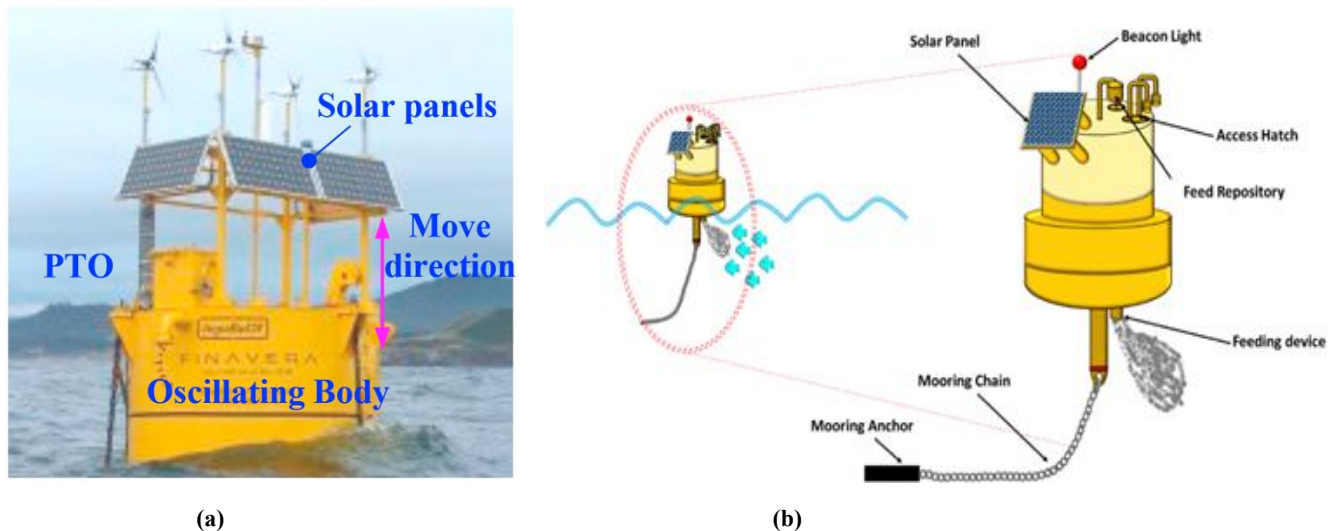 Solar panels
PTO
Move
direction
FINAVERA
Oscillating Body
(a)
Solar Panel
Beacon Light
Access Hatch
Feed Repository
Feeding device
Mooring Chain
Mooring Anchor
(b)